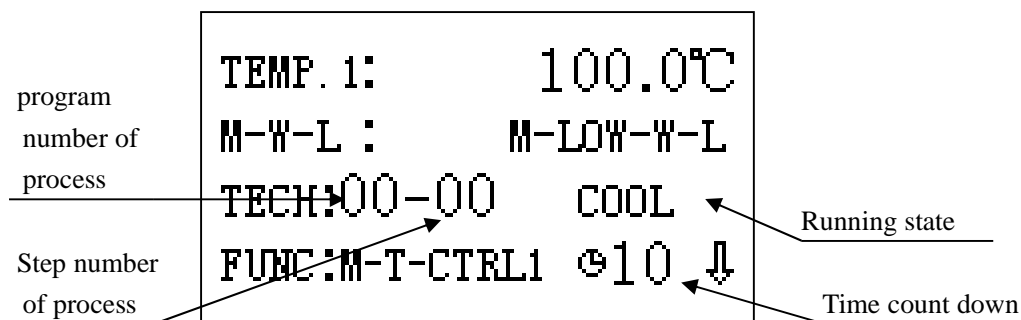 TEMP. 1: 100.0℃
M-W-L : M-LOW-W-L
TECH:00-00 COOL
FUNC:M-T-CTRL1 10
program
number of
process
Step number
of process
Running state
Time count down